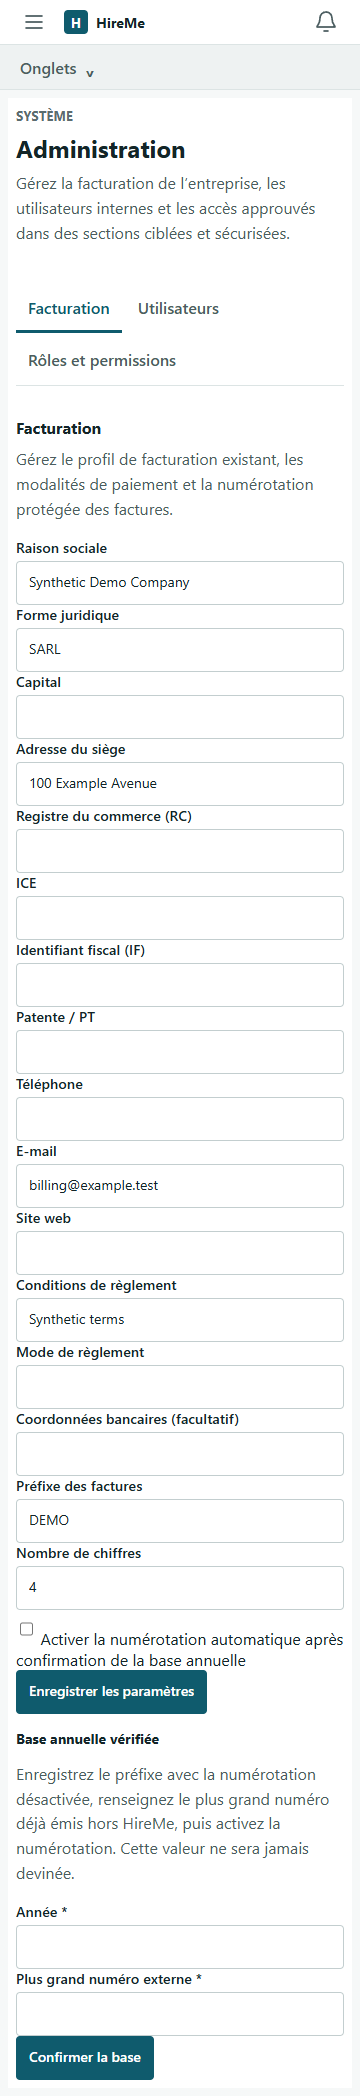 H HireMe
Onglets v
SYSTÈME
Administration
Gérez la facturation de l’entreprise, les
utilisateurs internes et les accès approuvés
dans des sections ciblées et sécurisées.
Facturation Utilisateurs
Rôles et permissions
Facturation
Gérez le profil de facturation existant, les
modalités de paiement et la numérotation
protégée des factures.
Raison sociale
Synthetic Demo Company
Forme juridique
SARL
Capital
Adresse du siège
100 Example Avenue
Registre du commerce (RC)
ICE
Identifiant fiscal (IF)
Patente / PT
Téléphone
E-mail
billing@example.test
Site web
Conditions de règlement
Synthetic terms
Mode de règlement
Coordonnées bancaires (facultatif)
Préfixe des factures
DEMO
Nombre de chiffres
4
Activer la numérotation automatique après
confirmation de la base annuelle
Enregistrer les paramètres
Base annuelle vérifiée
Enregistrez le préfixe avec la numérotation
désactivée, renseignez le plus grand numéro
déjà émis hors HireMe, puis activez la
numérotation. Cette valeur ne sera jamais
devinée.
Année *
Plus grand numéro externe *
Confirmer la base